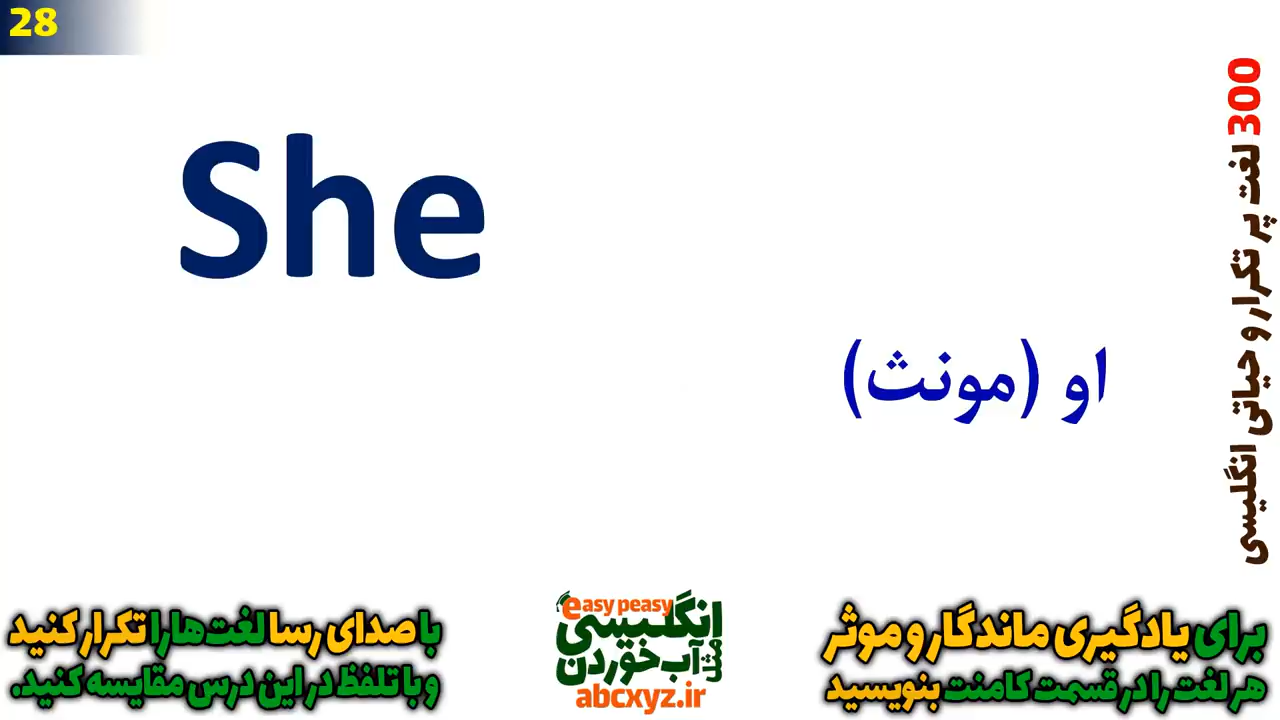 28
She
او (مونث)
300 لغت پر تکرار و حیاتی انگلیسی
برای یادگیری ماندگار و موثر
هر لغت را در قسمت کامنت بنویسید
easy peasy
انگلیسی
مثل آب خوردن
abcxyz.ir
با صدای رسا لغت‌ها را تکرار کنید
و با تلفظ در این درس مقایسه کنید.